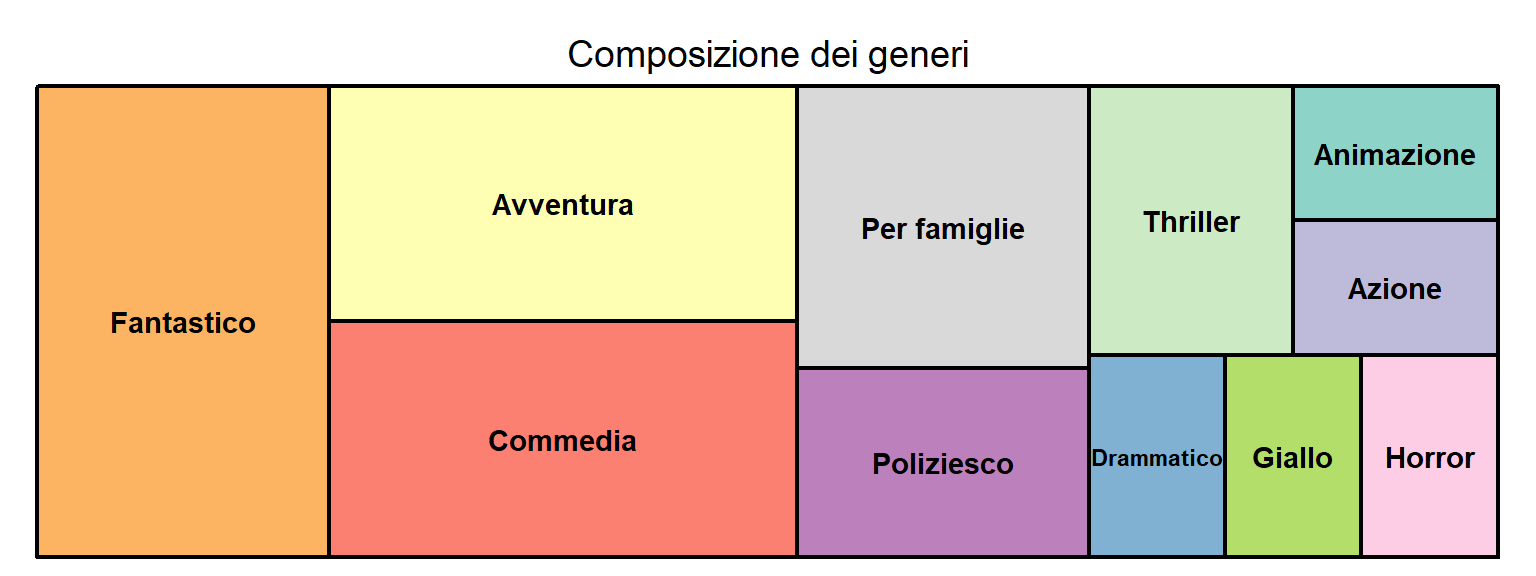 Composizione dei generi
Fantastico
Avventura
Commedia
Per famiglie
Poliziesco
Thriller
Animazione
Azione
Drammatico
Giallo
Horror